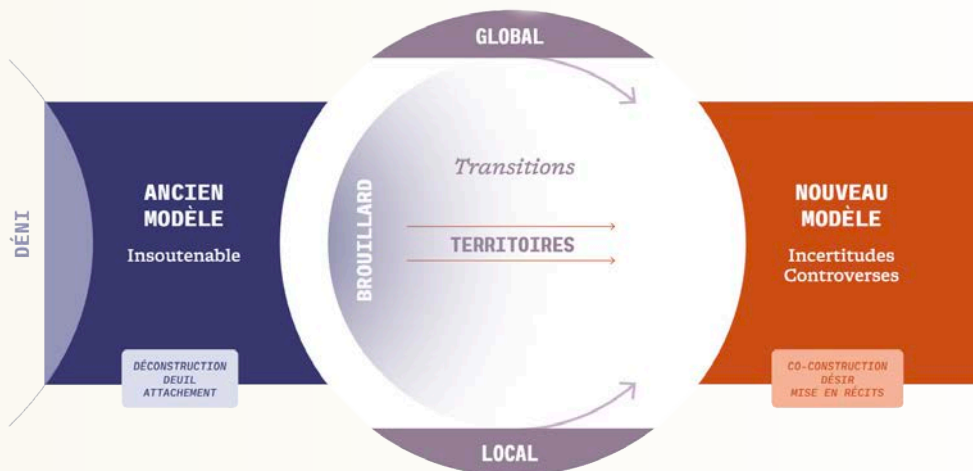 GLOBAL
DÉNI
ANCIEN
MODÈLE
Insoutenable
DÉCONSTRUCTION
DEUIL
ATTACHEMENT
BROUILLARD
Transitions
TERRITOIRES
NOUVEAU
MODÈLE
Incertitudes
Controverses
CO-CONSTRUCTION
DÉSIR
MISE EN RÉCITS
LOCAL